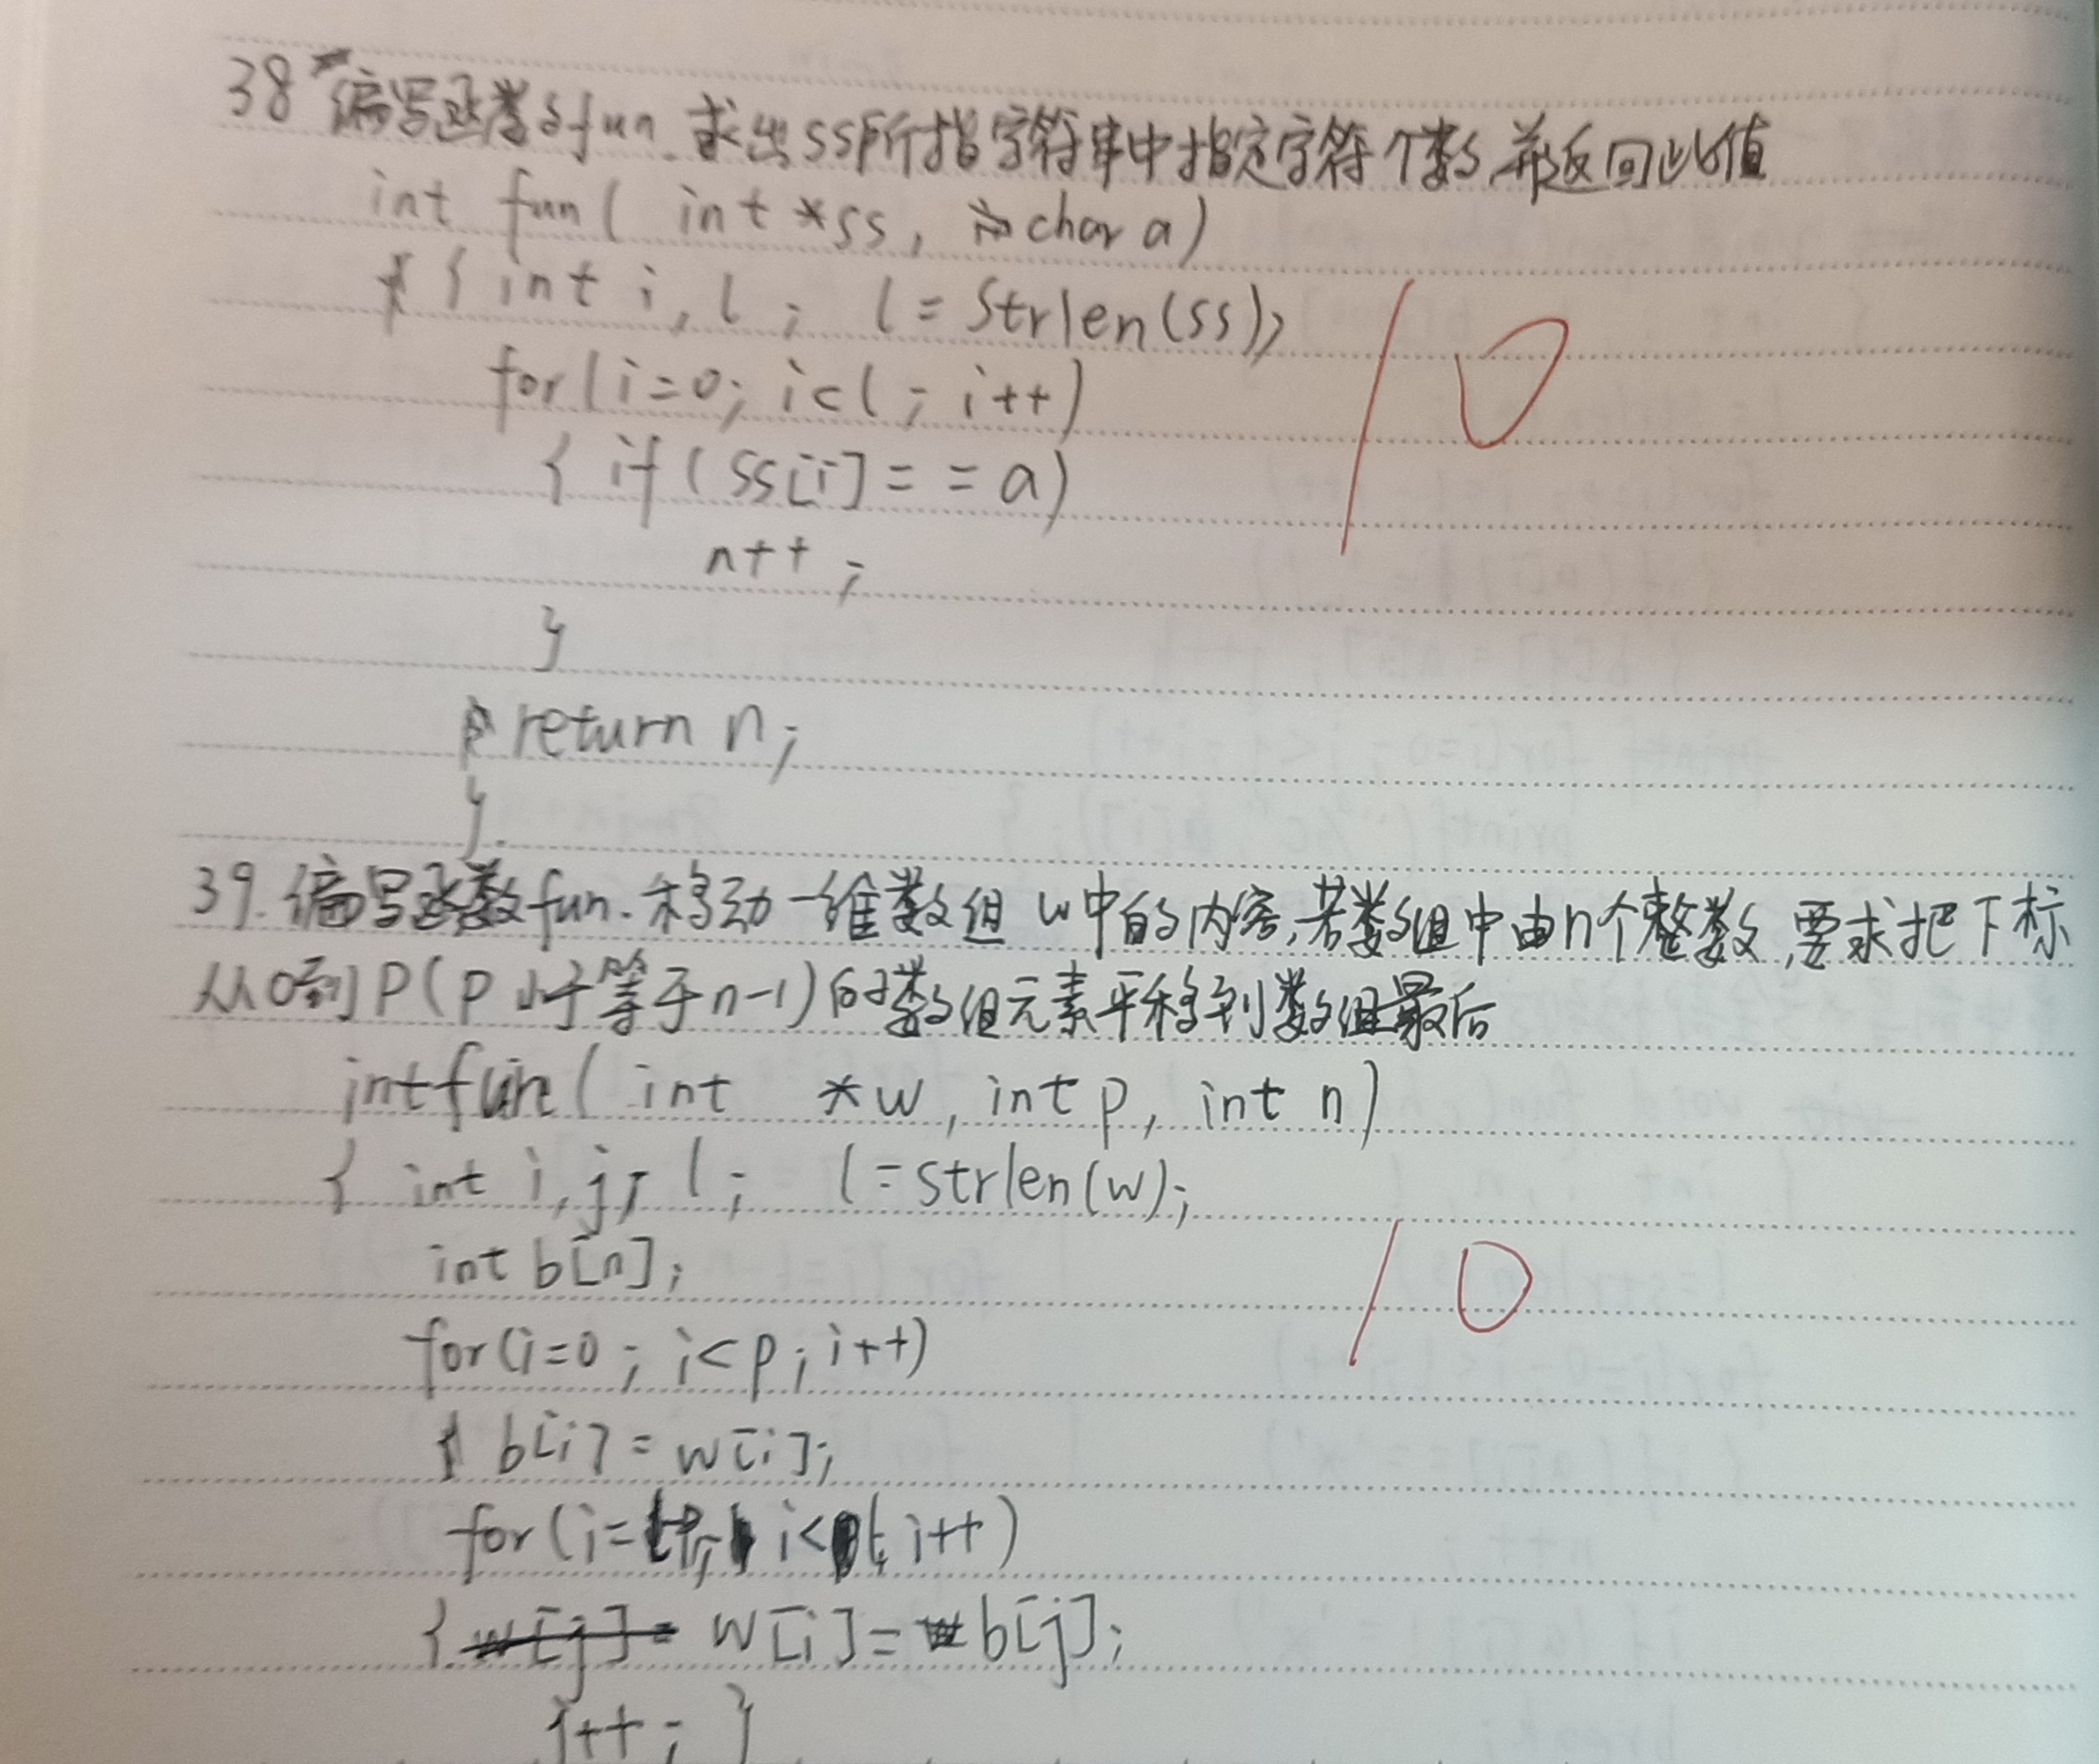 38 编写函数fun.求出ss所指字符串中指定字符个数,并返回此值
int fun( int *ss, char a)
{ int i, l; l = strlen(ss);
for(i=0; i<l; i++)
{ if (ss[i]= =a)
n++;
}
return n;
}.
10
39.编写函数fun.移动一维数组w中的内容,若数组中由n个整数,要求把下标
从0到P(p小于等于n-1)的数组元素平移到数组最后
int fun( int *w, int p, int n)
{ int i, j, l; l=strlen(w);
int b[n];
for(i=0; i<p; i++)
b[i] = w[i];
for (i= i< l; i++)
{ w[i]= b[j];
j++; }
10